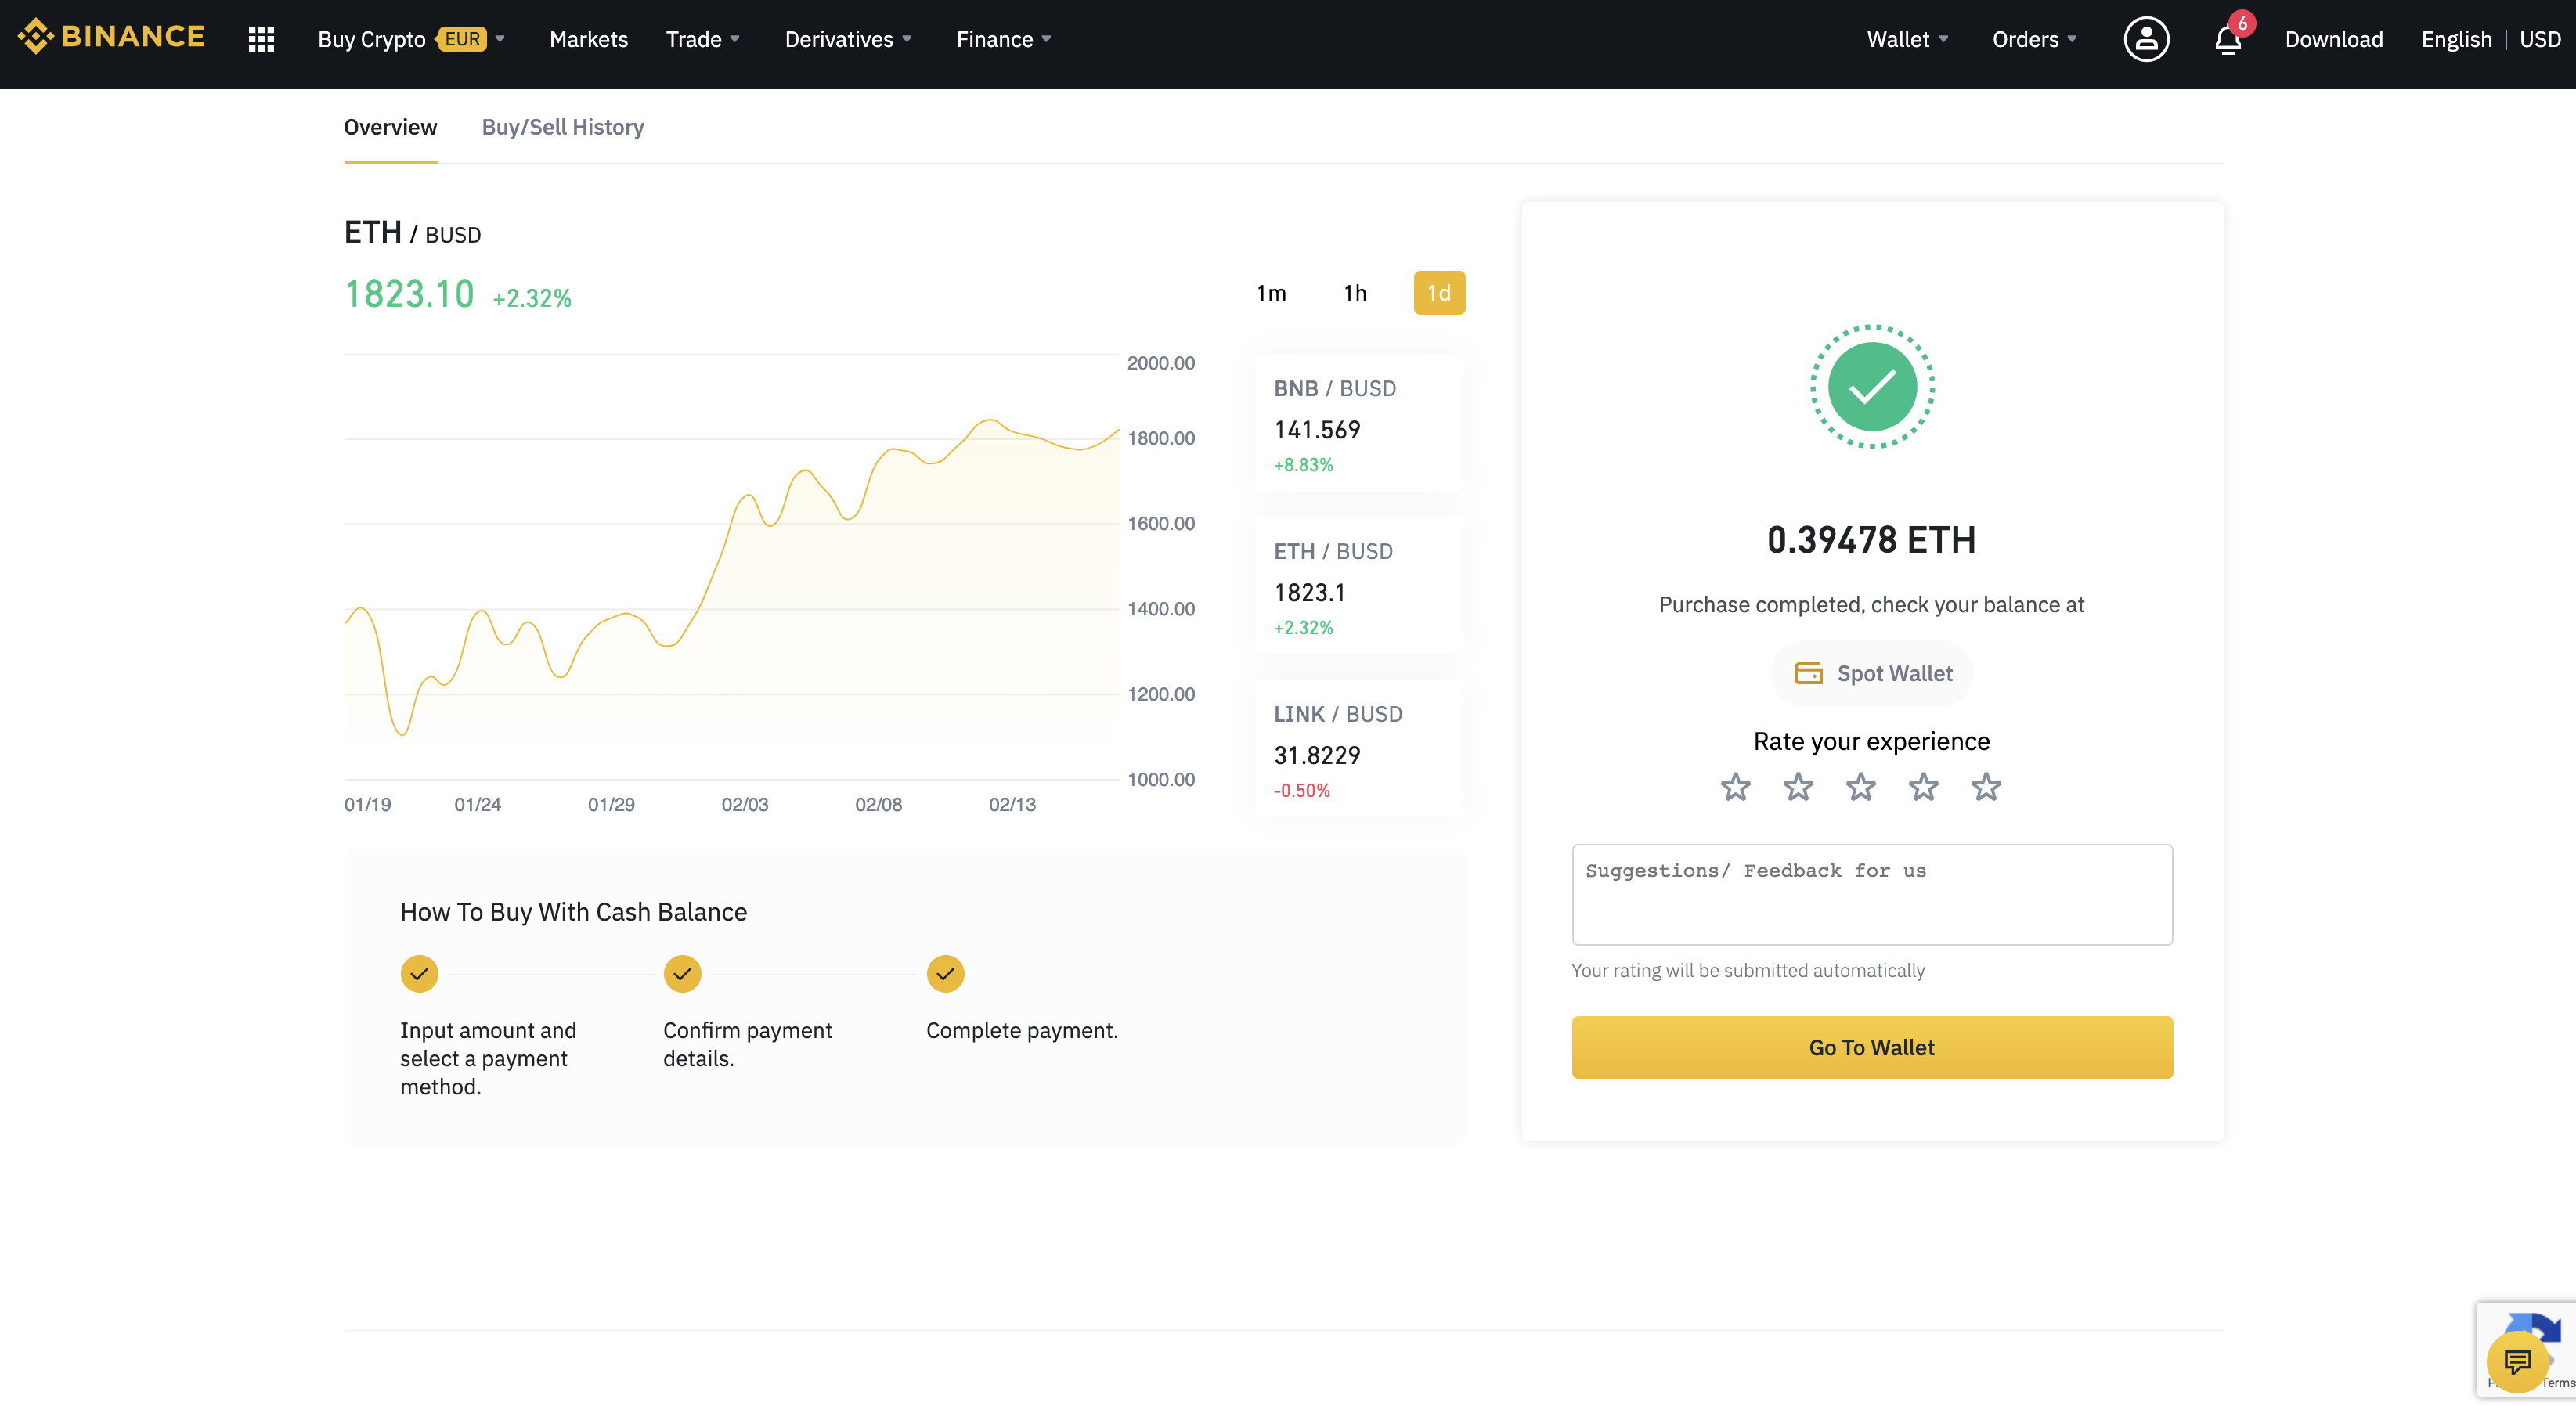 BINANCE
Buy Crypto EUR
Markets
Trade
Derivatives
Finance
Wallet
Orders
6
Download
English | USD
Overview
Buy/Sell History
ETH / BUSD
1823.10 +2.32%
1m
1h
1d
2000.00
1800.00
1600.00
1400.00
1200.00
1000.00
01/19
01/24
01/29
02/03
02/08
02/13
BNB / BUSD
141.569
+8.83%
ETH / BUSD
1823.1
+2.32%
LINK / BUSD
31.8229
-0.50%
How To Buy With Cash Balance
Input amount and
select a payment
method.
Confirm payment
details.
Complete payment.
0.39478 ETH
Purchase completed, check your balance at
Spot Wallet
Rate your experience
Suggestions/ Feedback for us
Your rating will be submitted automatically
Go To Wallet
Terms